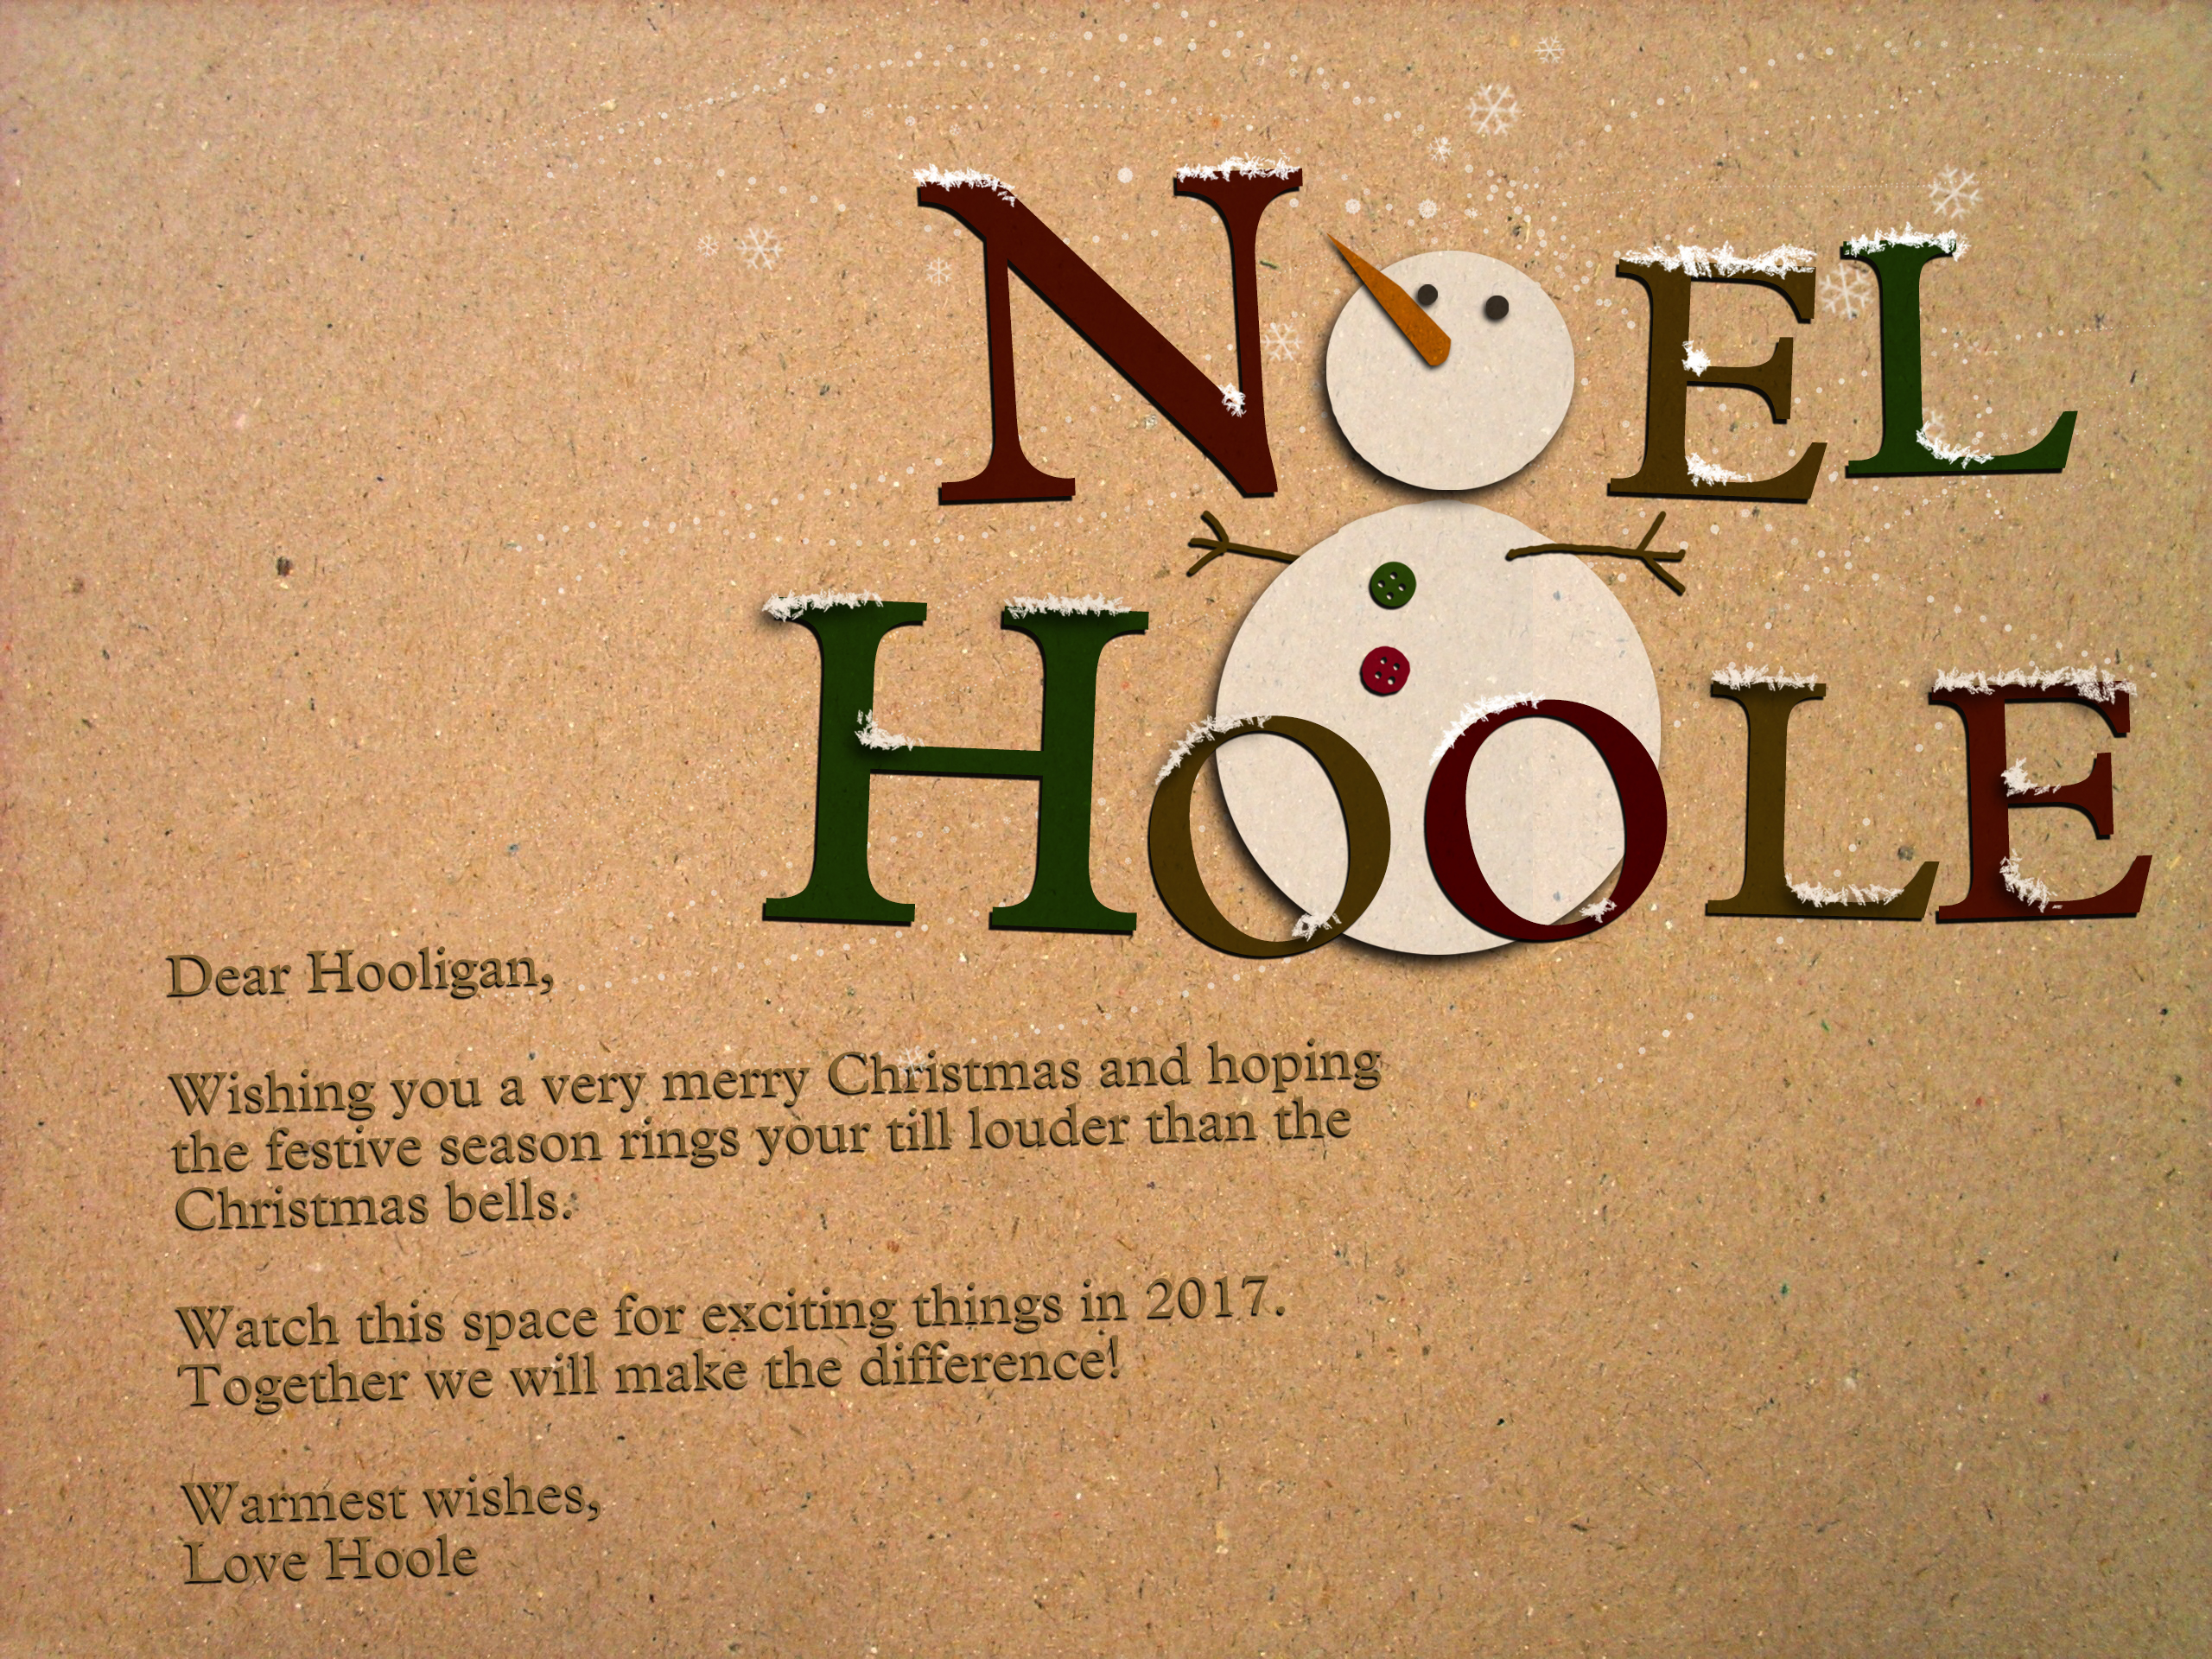 NOEL
HOOLE
Dear Hooligan,
Wishing you a very merry Christmas and hoping
the festive season rings your till louder than the
Christmas bells.
Watch this space for exciting things in 2017.
Together we will make the difference!
Warmest wishes,
Love Hoole